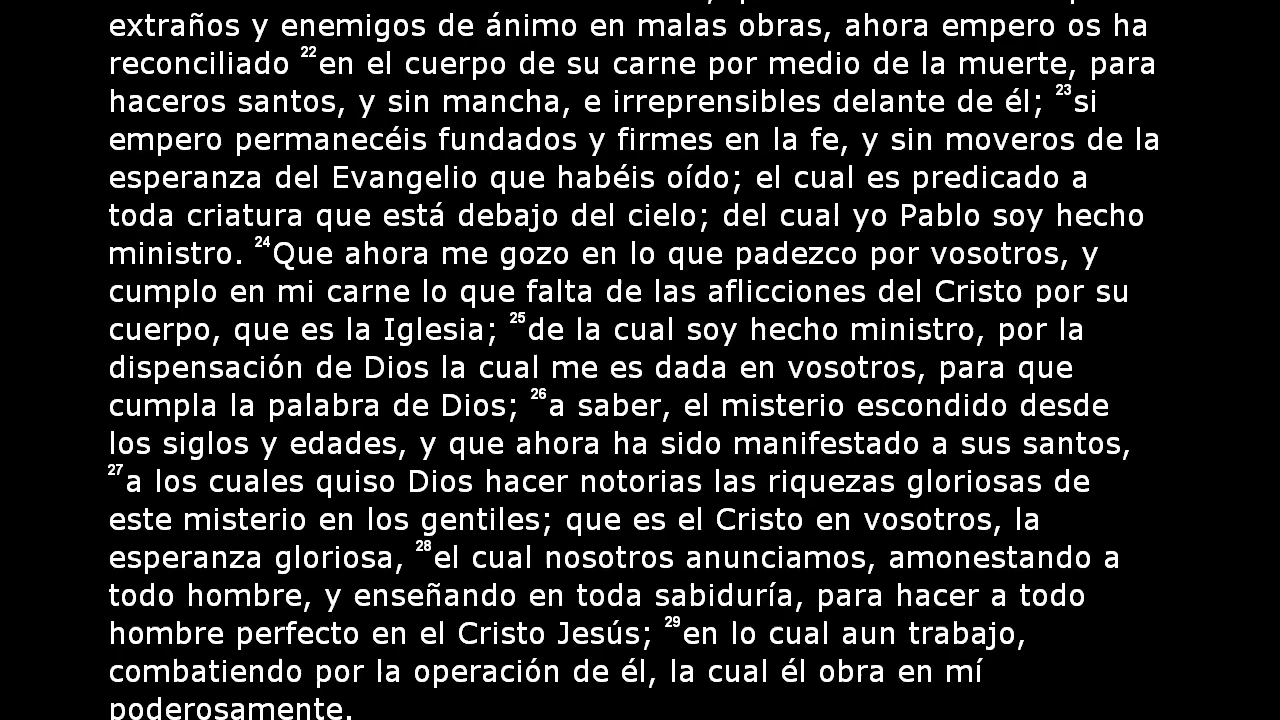 extraños y enemigos de ánimo en malas obras, ahora empero os ha
reconciliado 22en el cuerpo de su carne por medio de la muerte, para
haceros santos, y sin mancha, e irreprensibles delante de él; 23si
empero permanecéis fundados y firmes en la fe, y sin moveros de la
esperanza del Evangelio que habéis oído; el cual es predicado a
toda criatura que está debajo del cielo; del cual yo Pablo soy hecho
ministro. 24Que ahora me gozo en lo que padezco por vosotros, y
cumplo en mi carne lo que falta de las aflicciones del Cristo por su
cuerpo, que es la Iglesia; 25de la cual soy hecho ministro, por la
dispensación de Dios la cual me es dada en vosotros, para que
cumpla la palabra de Dios; 26a saber, el misterio escondido desde
los siglos y edades, y que ahora ha sido manifestado a sus santos,
27a los cuales quiso Dios hacer notorias las riquezas gloriosas de
este misterio en los gentiles; que es el Cristo en vosotros, la
esperanza gloriosa, 28el cual nosotros anunciamos, amonestando a
todo hombre, y enseñando en toda sabiduría, para hacer a todo
hombre perfecto en el Cristo Jesús; 29en lo cual aun trabajo,
combatiendo por la operación de él, la cual él obra en mí
poderosamente.